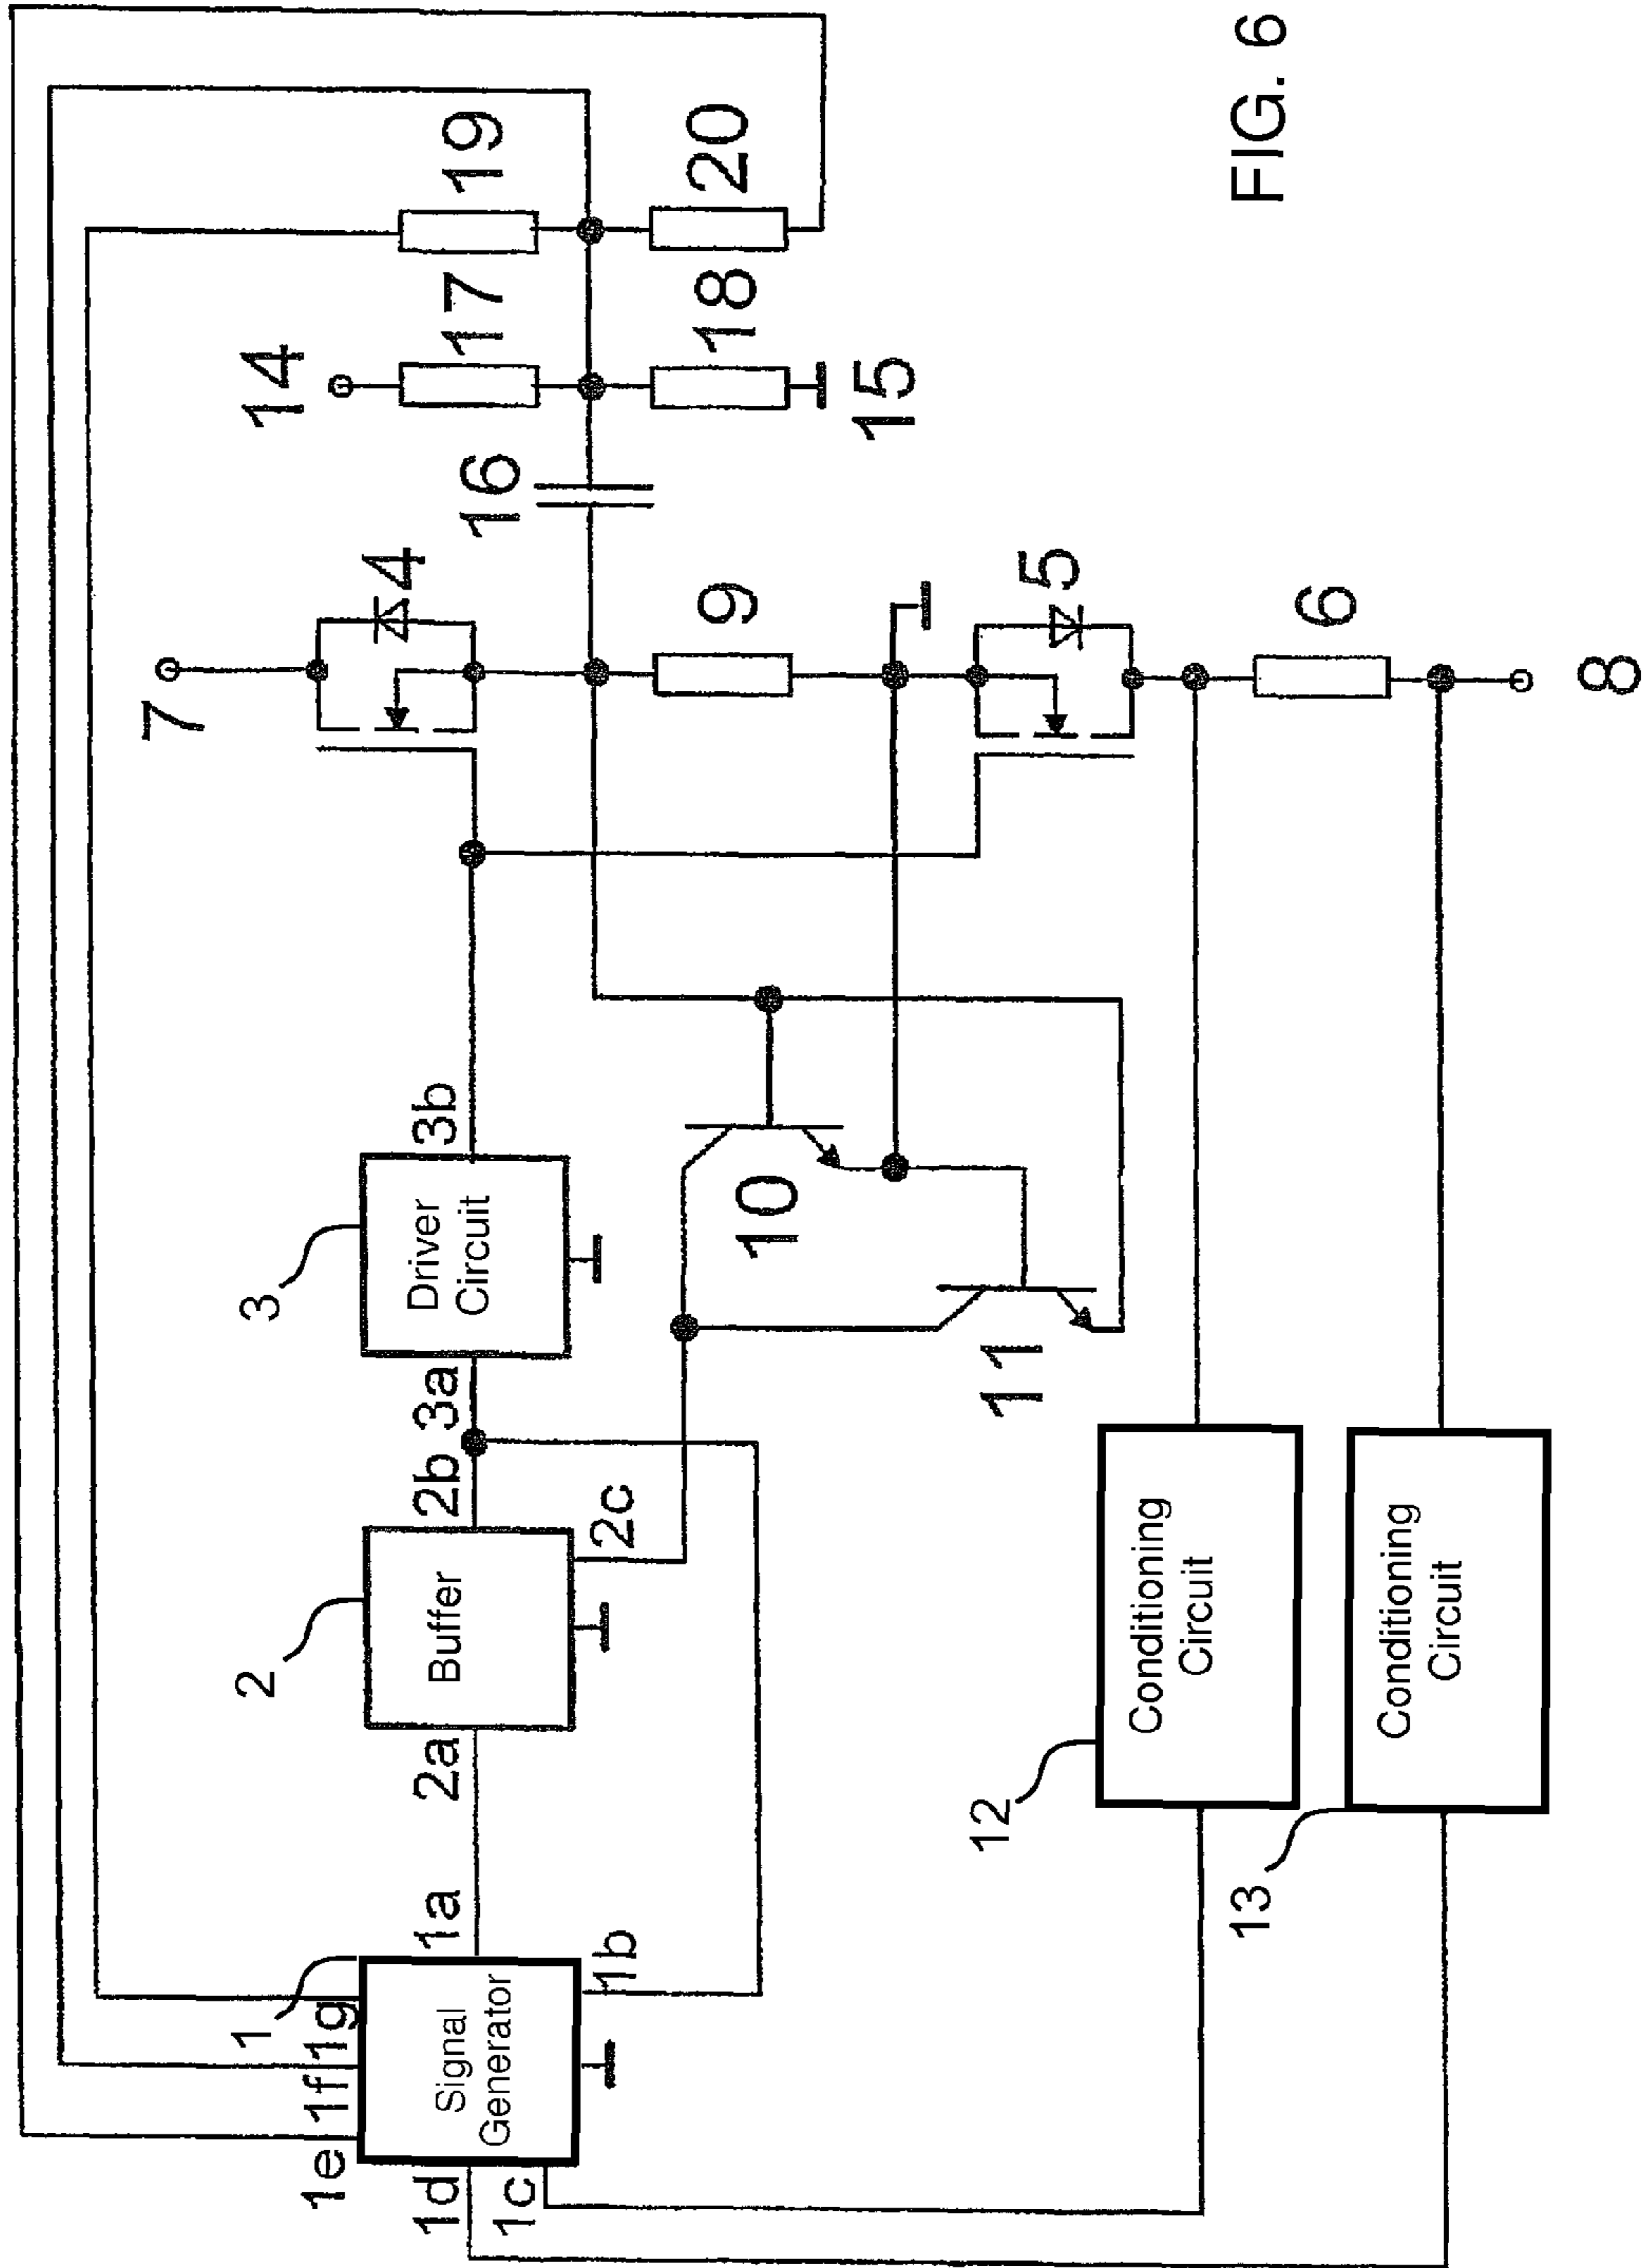 1
Signal
Generator
1a
1b
1c
1d
1e
1f
1g
2
Buffer
2a
2b
2c
3
Driver
Circuit
3a
3b
4
5
6
7
8
9
10
11
12
Conditioning
Circuit
13
Conditioning
Circuit
14
15
16
17
18
19
20
FIG. 6